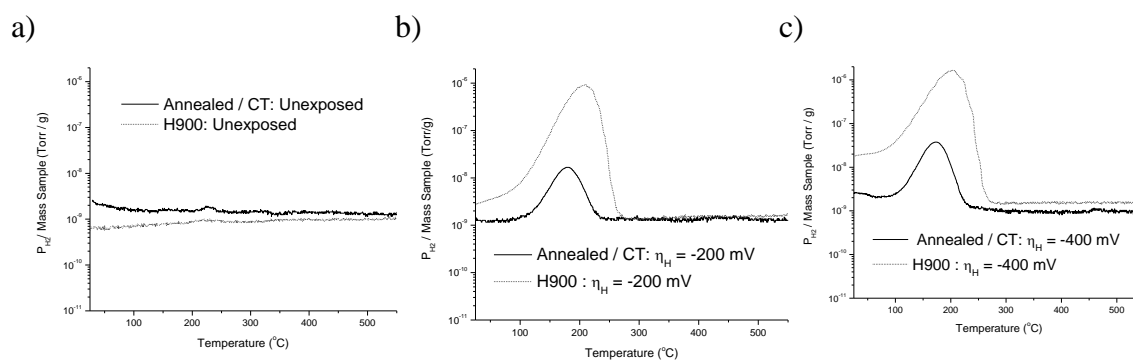 a)
10⁻⁶
10⁻⁷
10⁻⁸
10⁻⁹
10⁻¹⁰
10⁻¹¹
P_H2 / Mass Sample (Torr / g)
Annealed / CT: Unexposed
H900: Unexposed
100 200 300 400 500
Temperature (°C)
b)
10⁻⁶
10⁻⁷
10⁻⁸
10⁻⁹
10⁻¹⁰
10⁻¹¹
P_H2 / Mass Sample (Torr/g)
Annealed / CT: η_H = -200 mV
H900 : η_H = -200 mV
100 200 300 400 500
Temperature (°C)
c)
10⁻⁶
10⁻⁷
10⁻⁸
10⁻⁹
10⁻¹⁰
10⁻¹¹
P_H2 / Mass Sample (Torr / g)
Annealed / CT: η_H = -400 mV
H900 : η_H = -400 mV
100 200 300 400 500
Temperature (°C)